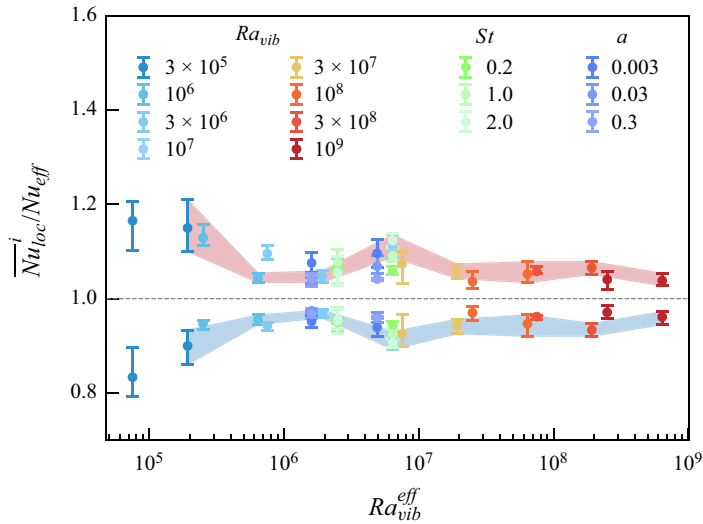 1.6
1.4
1.2
1.0
0.8
Nu_loc^i/Nu_eff
Ra_vib St a
3 × 10^5 3 × 10^7 0.2 0.003
10^6 10^8 1.0 0.03
3 × 10^6 3 × 10^8 2.0 0.3
10^7 10^9
10^5 10^6 10^7 10^8 10^9
Ra_vib^eff